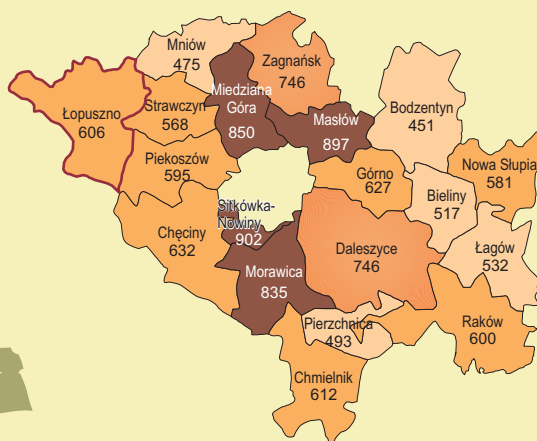 Mniów
475
Zagnańsk
746
Miedziana
Góra
850
Łopuszno
606
Strawczyn
568
Masłów
897
Bodzentyn
451
Piekoszów
595
Górno
627
Nowa Słupia
581
Bieliny
517
Sitkówka-
Nowiny
902
Chęciny
632
Daleszyce
746
Łagów
532
Morawica
835
Pierzchnica
493
Raków
600
Chmielnik
612